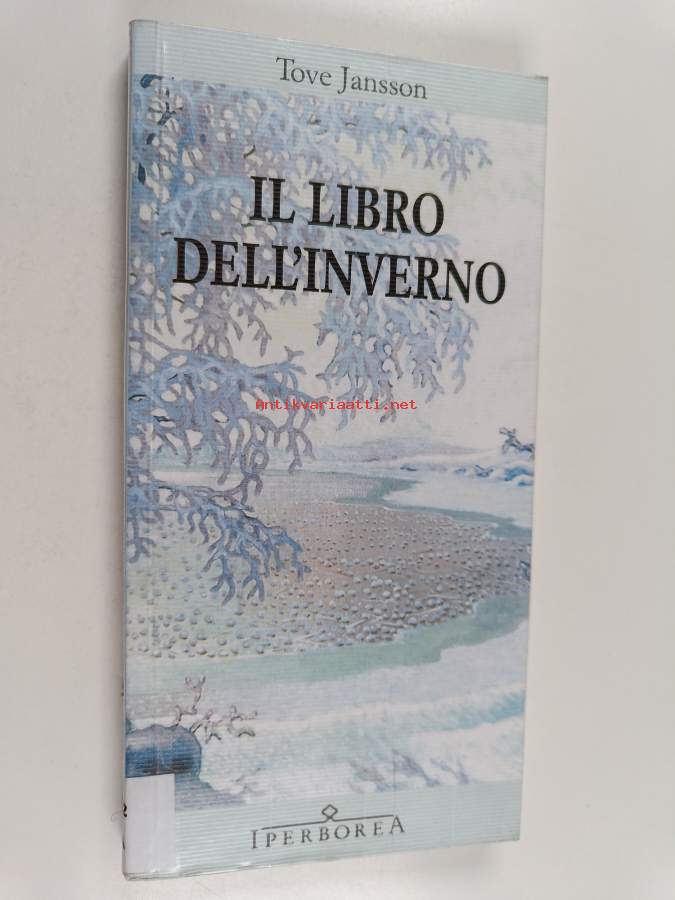 Tove Jansson
IL LIBRO
DELL'INVERNO
Antikvariaatti.net
IPERBOREA